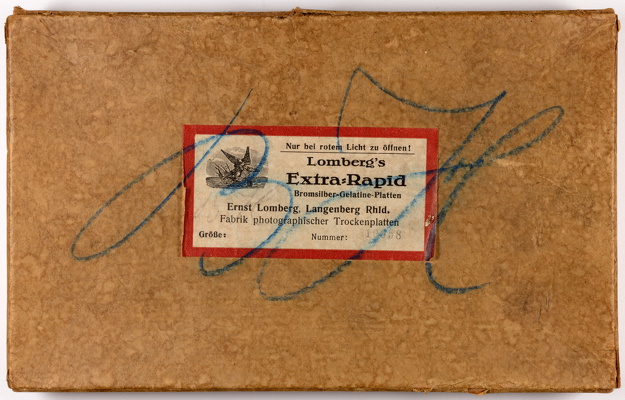 Nur bei rotem Licht zu öffnen!
Lomberg's
Extra-Rapid
Bromsilber-Gelatine-Platten
Ernst Lomberg, Langenberg Rhld.
Fabrik photographischer Trockenplatten
Größe: Nummer: